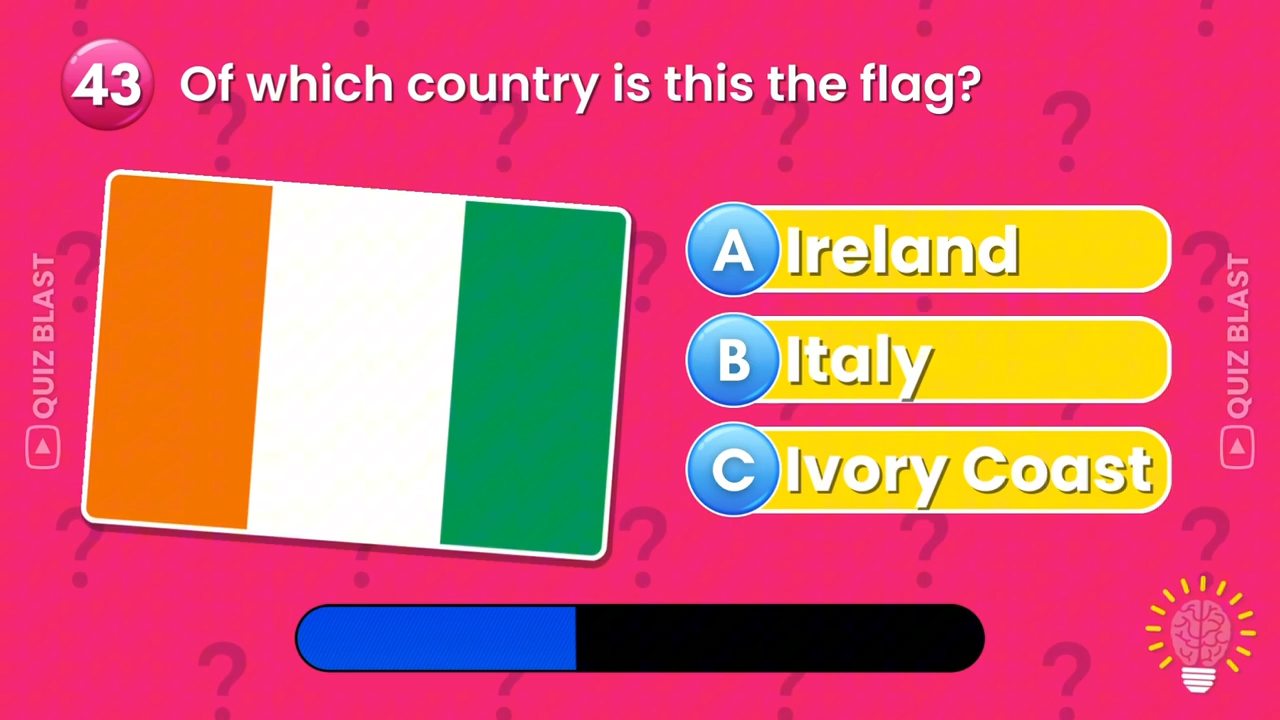 43 Of which country is this the flag?
A Ireland
B Italy
C Ivory Coast
QUIZ BLAST
QUIZ BLAST